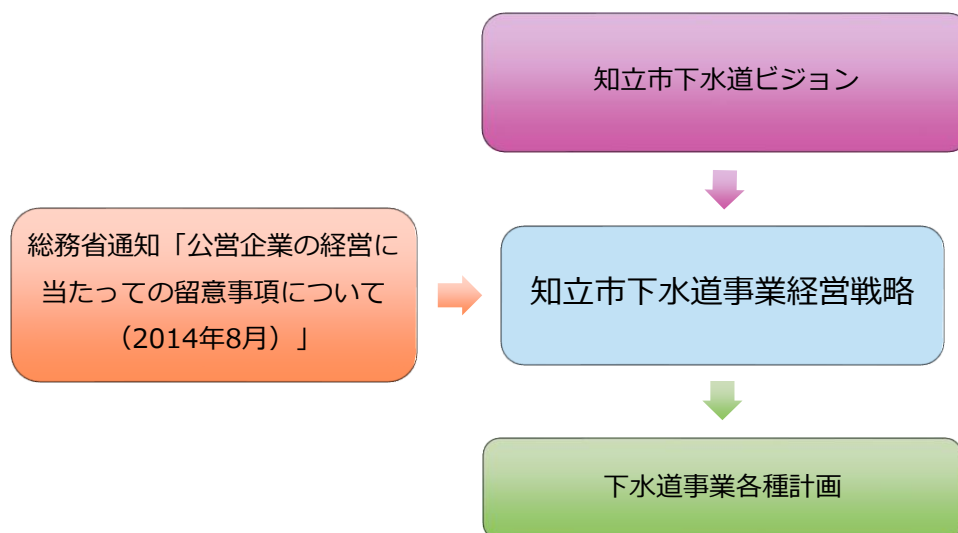 知立市下水道ビジョン
総務省通知「公営企業の経営に
当たっての留意事項について
（2014年8月）」
知立市下水道事業経営戦略
下水道事業各種計画